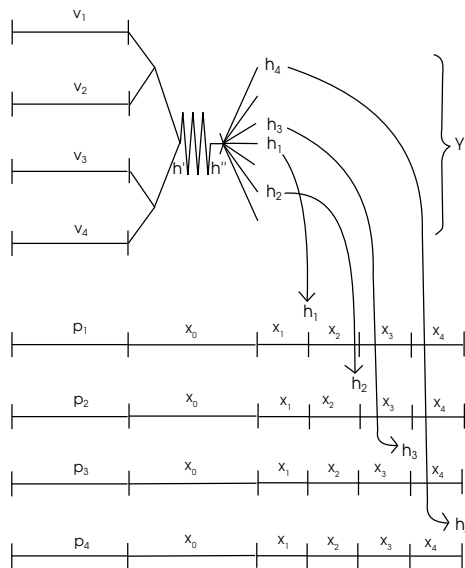 v₁
h₄
v₂
h₃
h₁
Y
v₃
h' h"
h₂
v₄
h₁
p₁ x₀ x₁ x₂ x₃ x₄
h₂
p₂ x₀ x₁ x₂ x₃ x₄
h₃
p₃ x₀ x₁ x₂ x₃ x₄
h
p₄ x₀ x₁ x₂ x₃ x₄